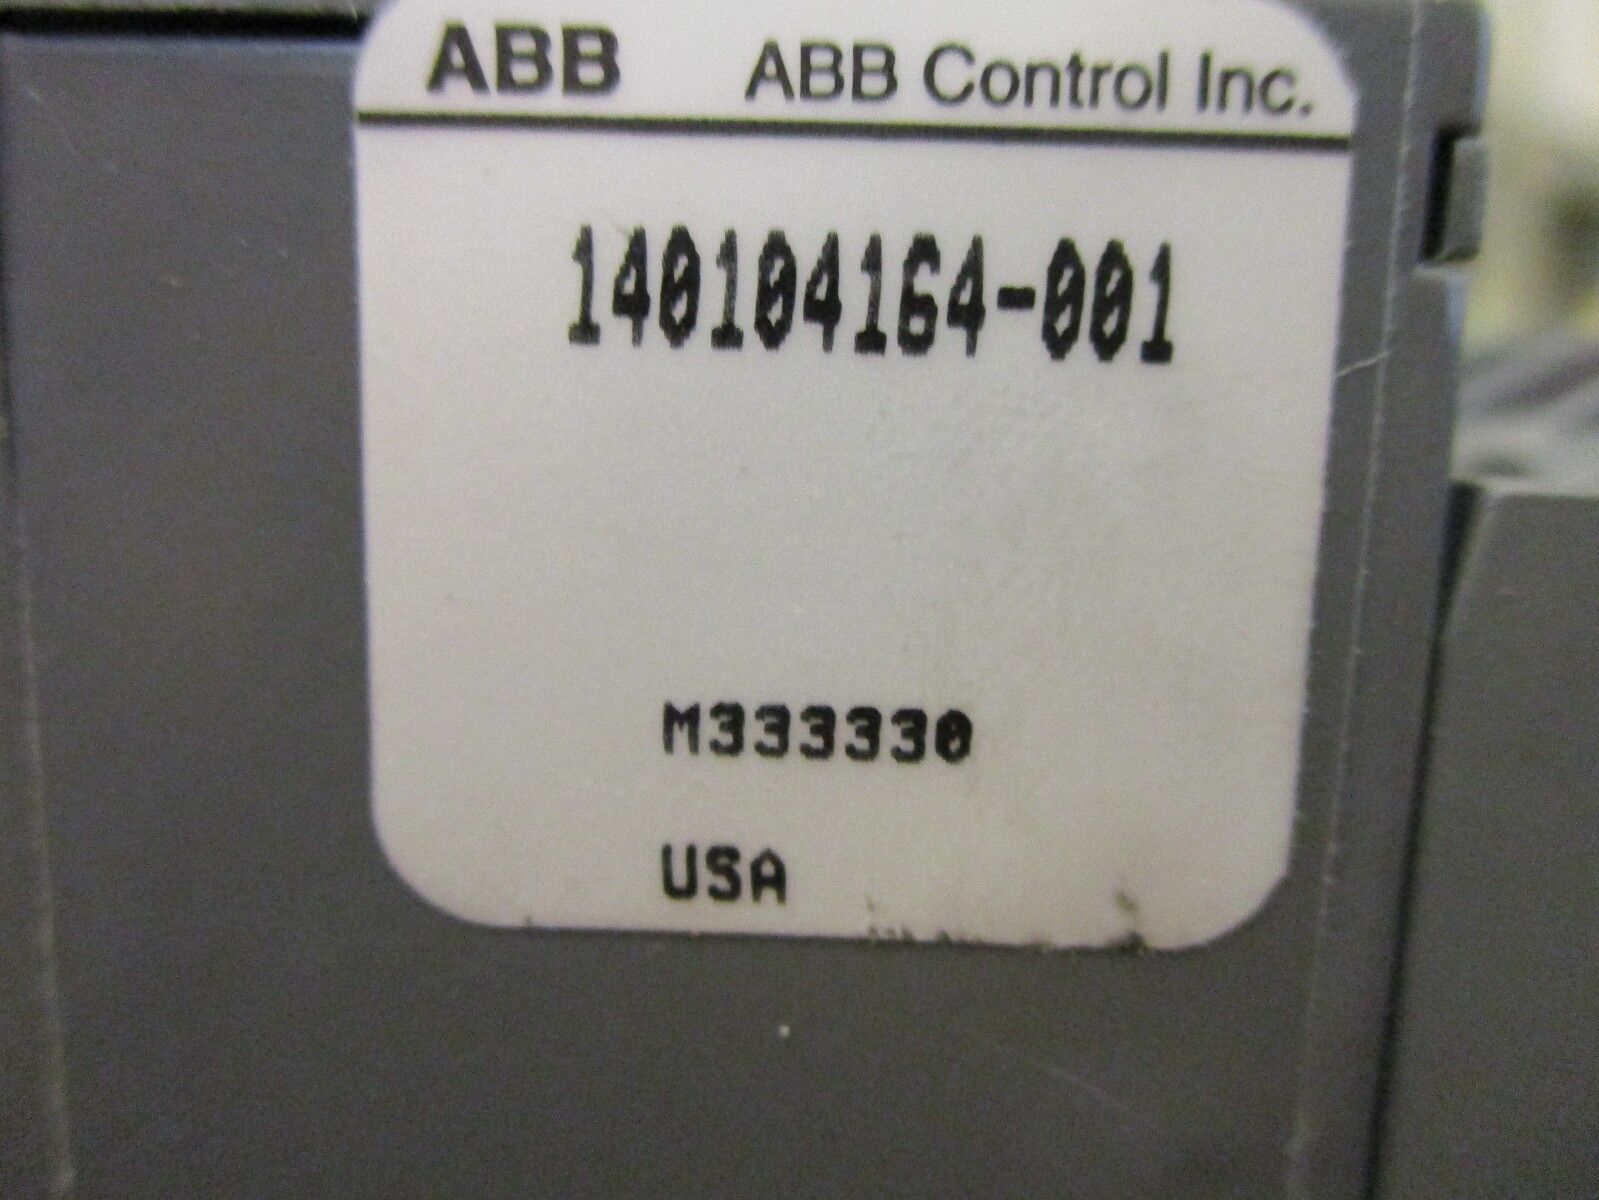 ABB ABB Control Inc.
140104164-001
M333330
USA